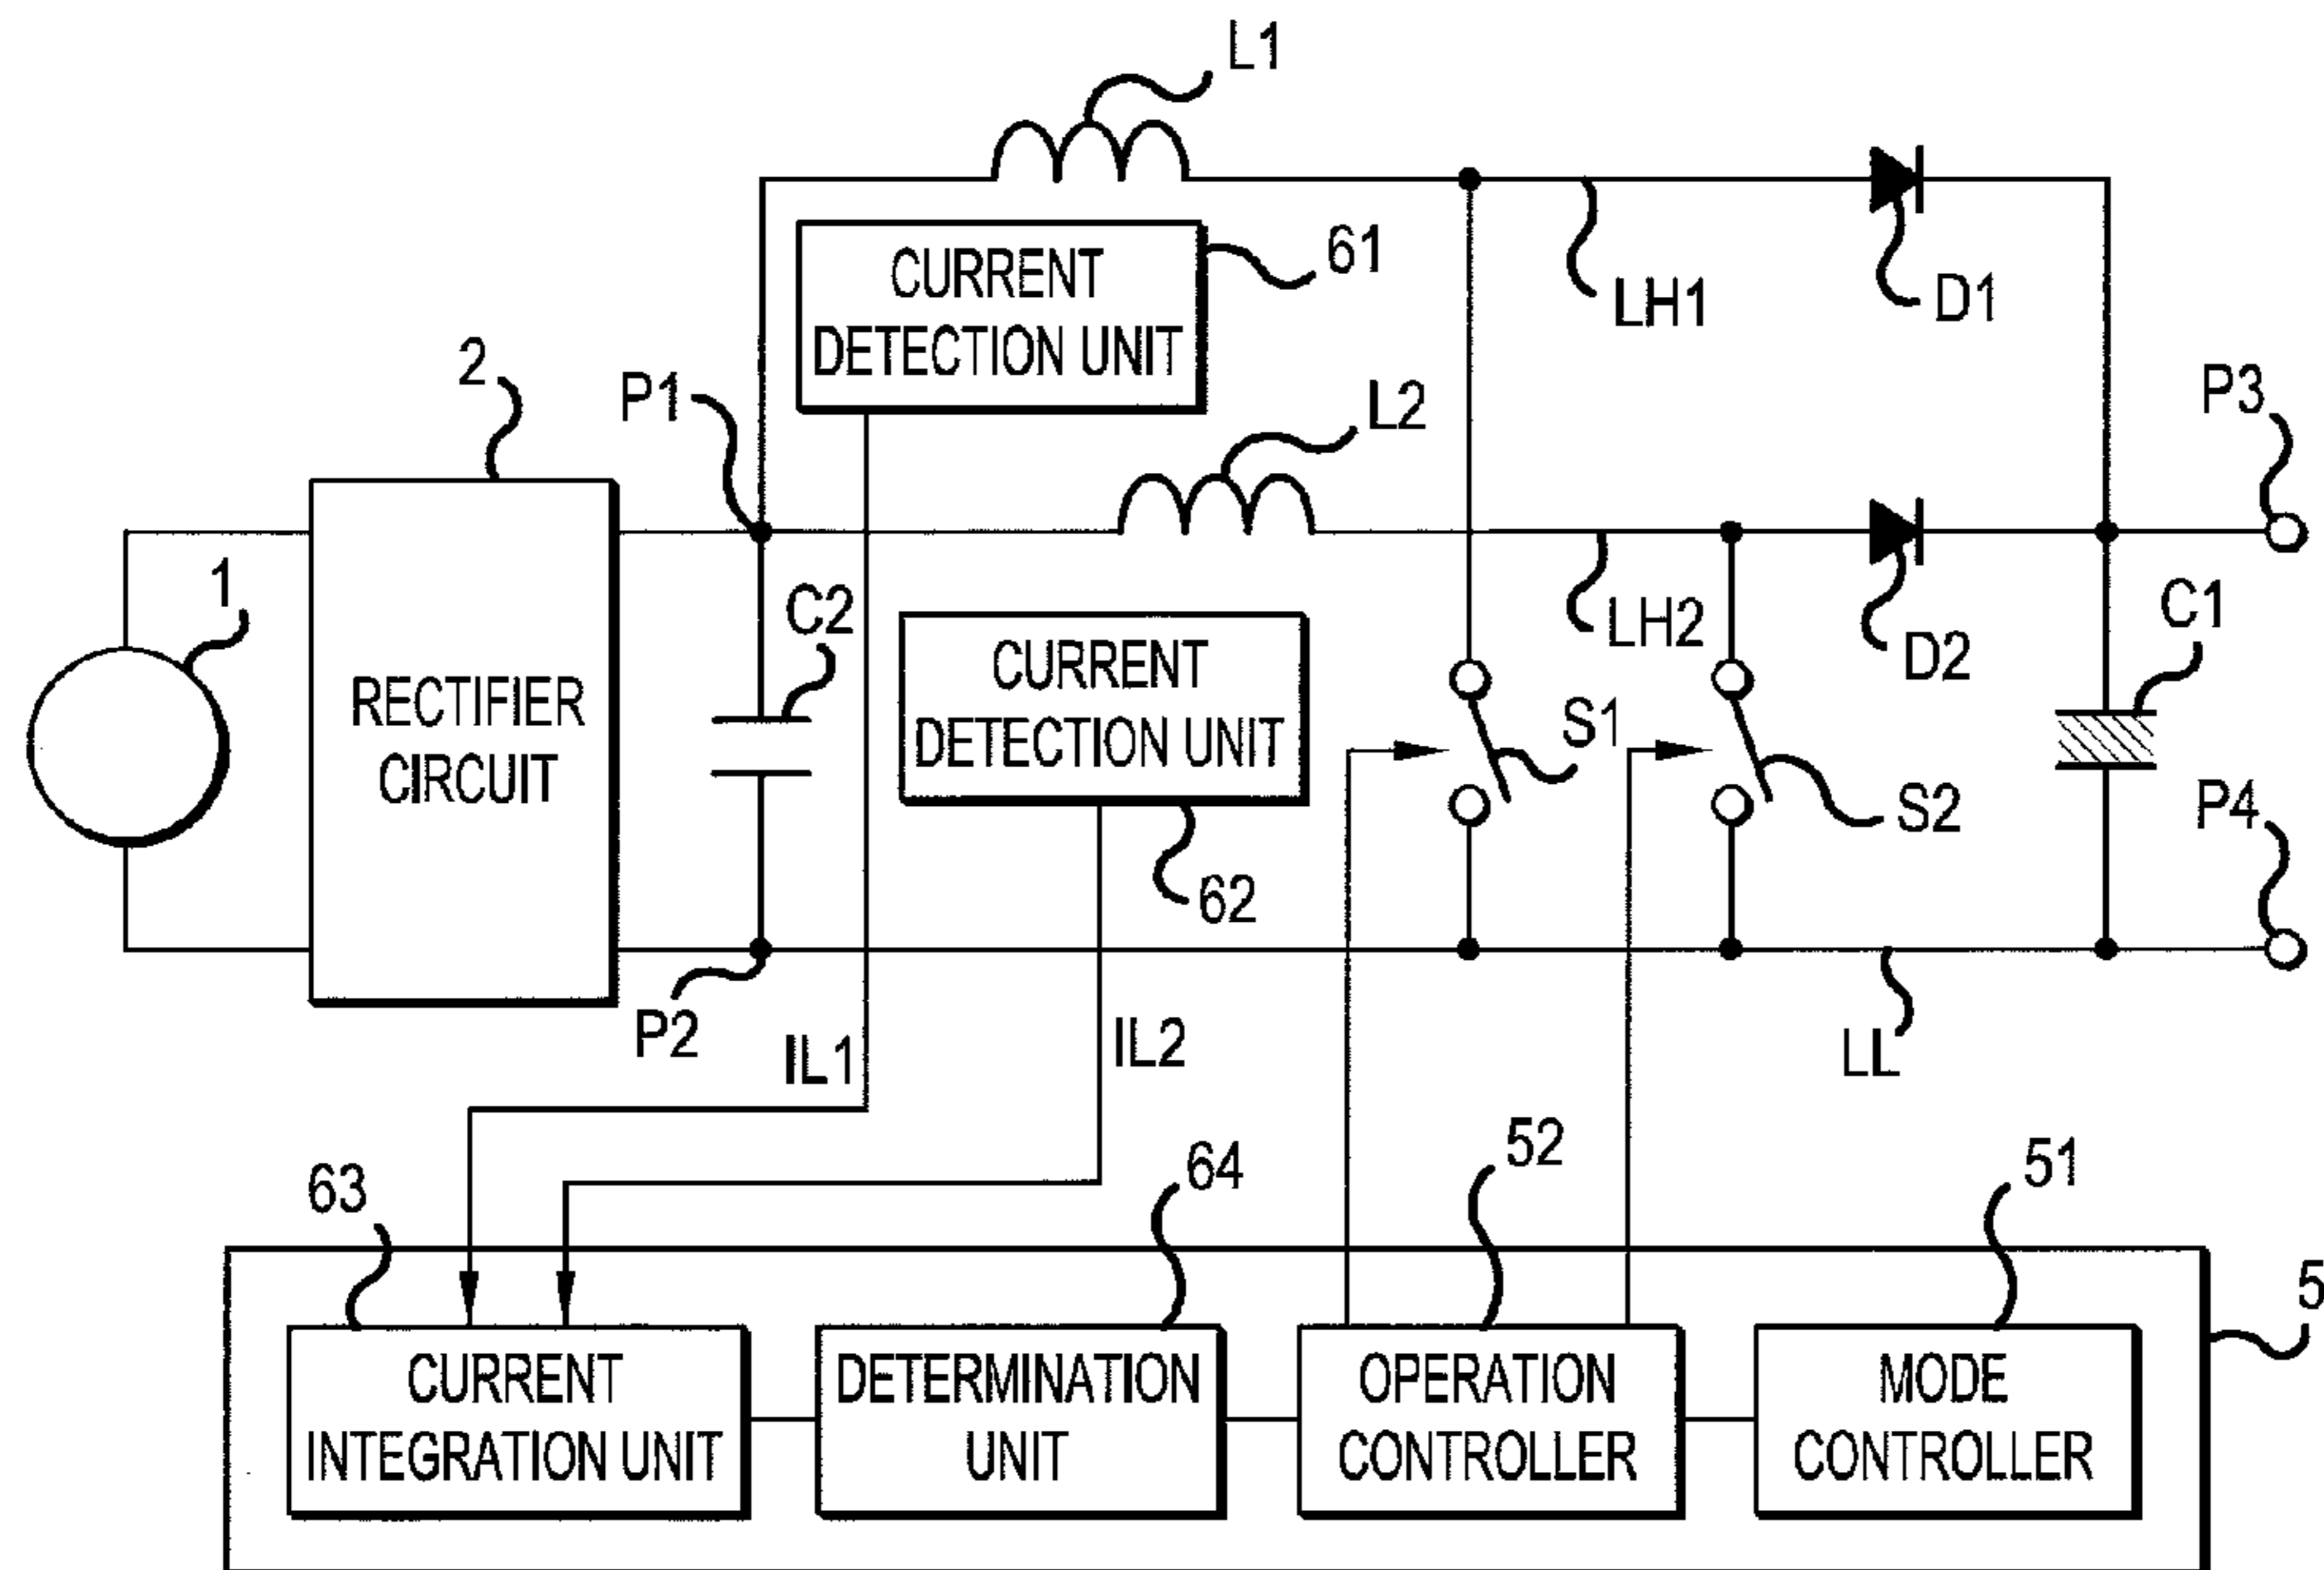 L1
CURRENT
DETECTION UNIT
61
LH1
D1
2
P1
L2
P3
1
RECTIFIER
CIRCUIT
C2
CURRENT
DETECTION UNIT
LH2
D2
C1
S1
S2
P4
62
P2
IL1
IL2
LL
63
64
52
51
5
CURRENT
INTEGRATION UNIT
DETERMINATION
UNIT
OPERATION
CONTROLLER
MODE
CONTROLLER